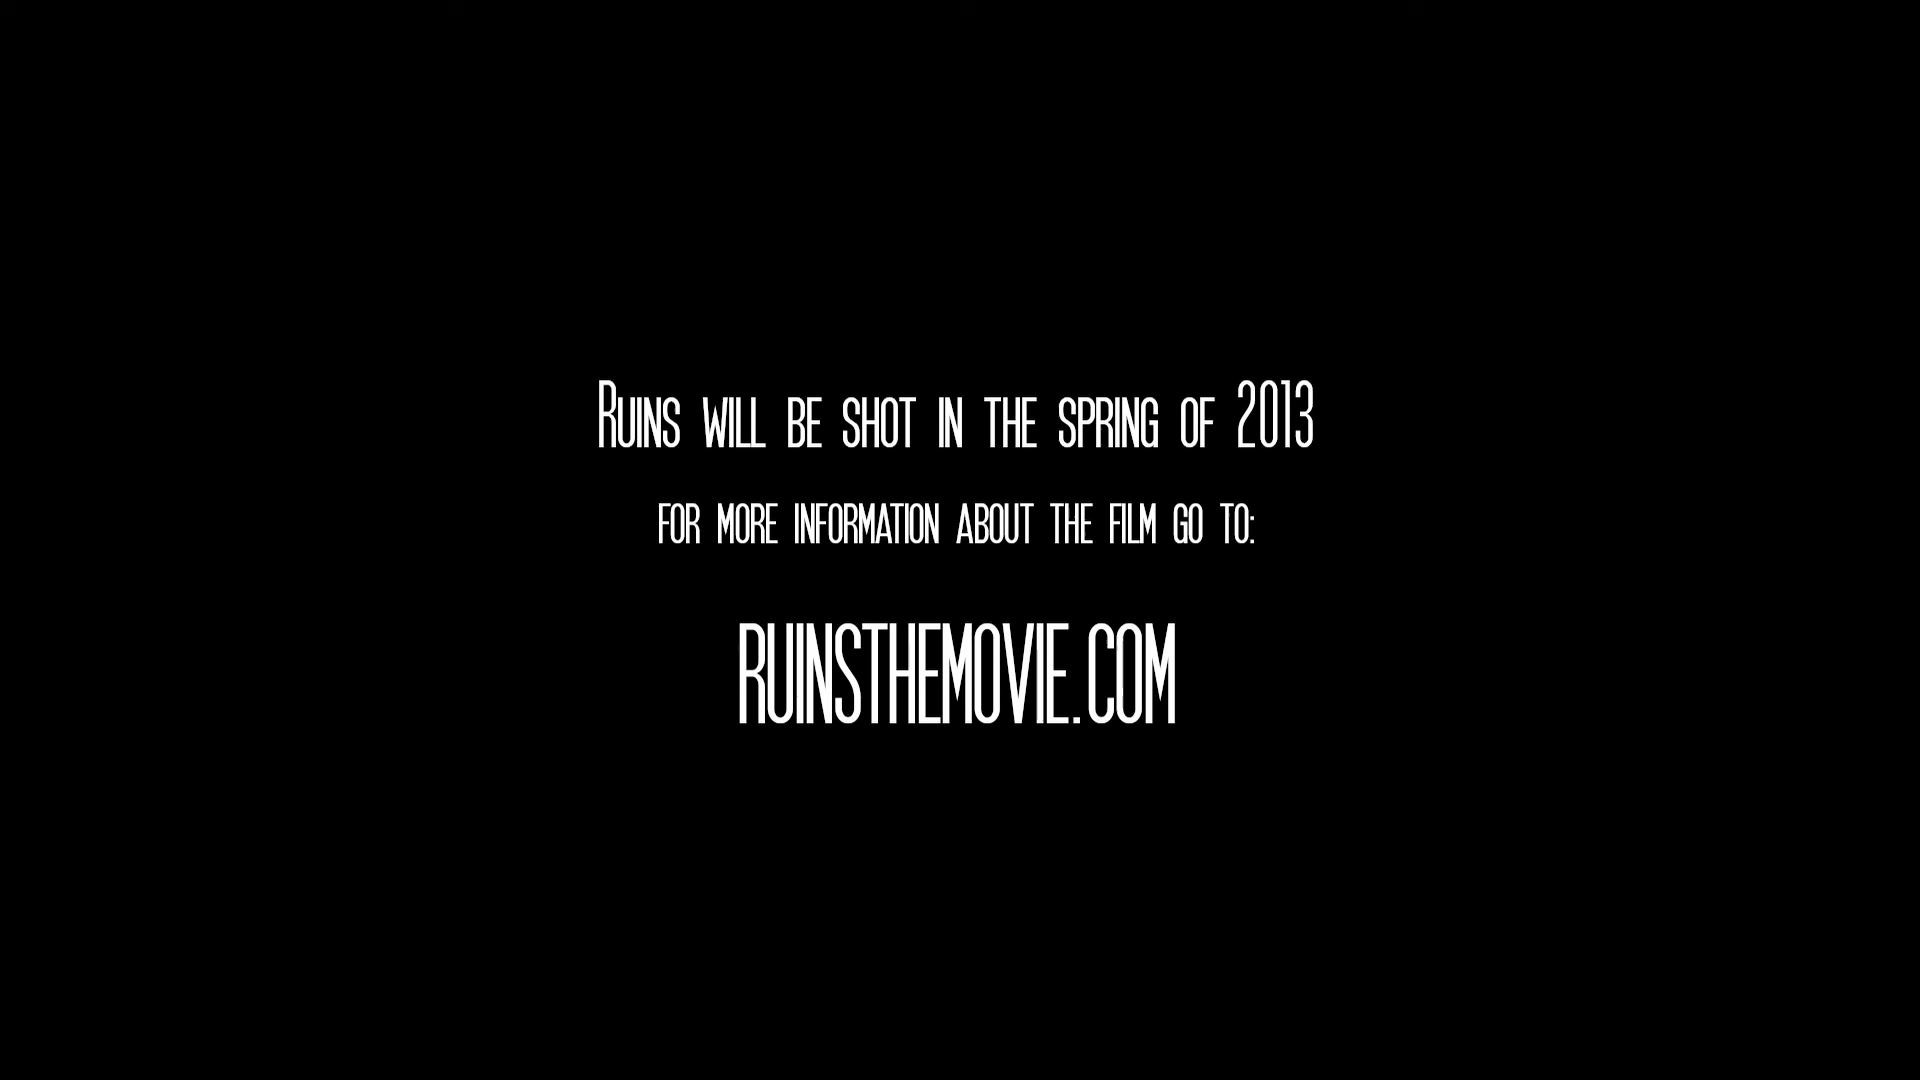 Ruins will be shot in the spring of 2013
for more information about the film go to:
RUINSTHEMOVIE.COM